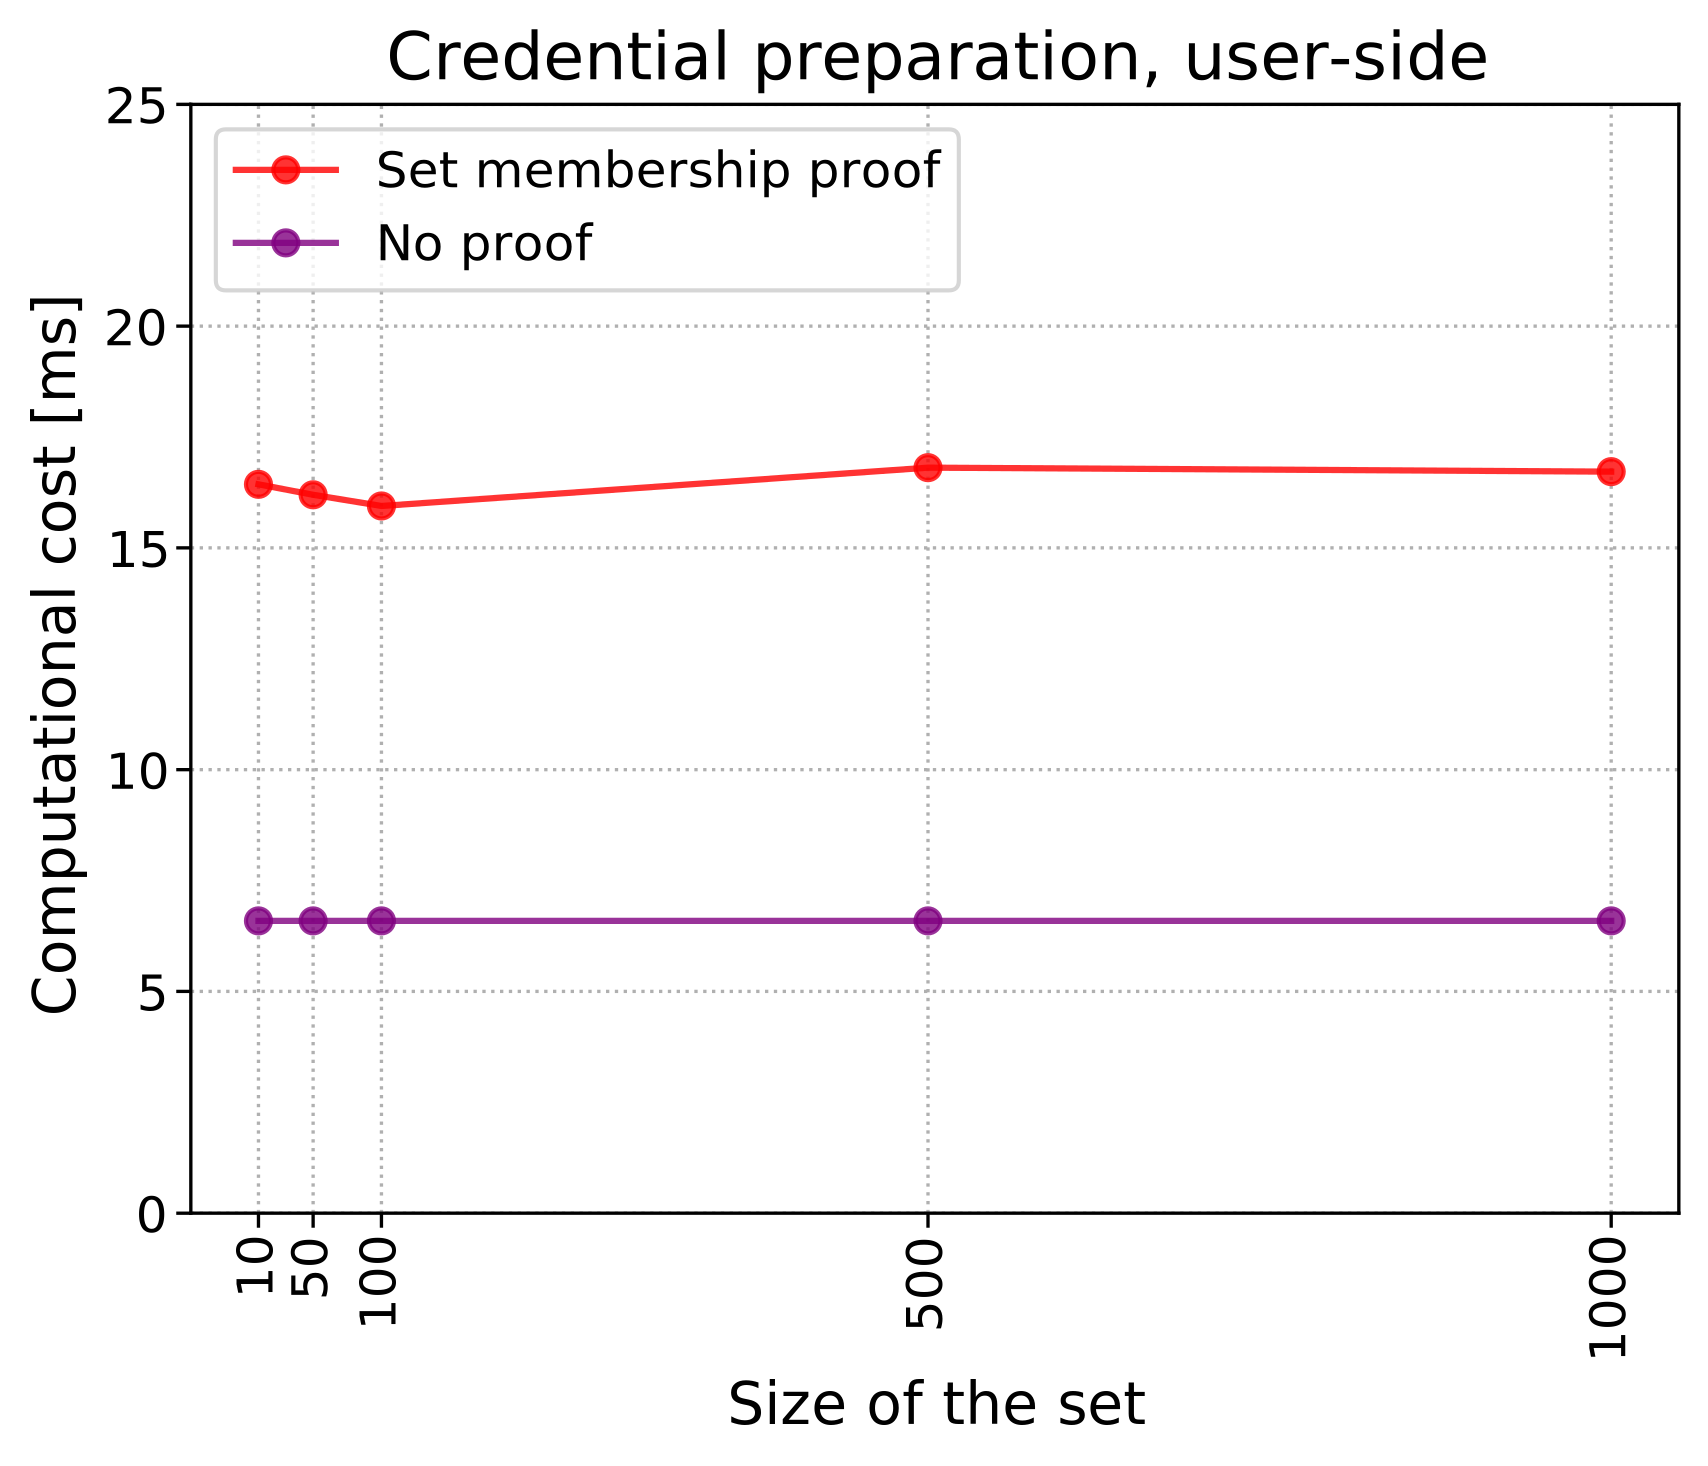 Credential preparation, user-side
Set membership proof
No proof
Computational cost [ms]
25
20
15
10
5
0
10
50
100
500
1000
Size of the set